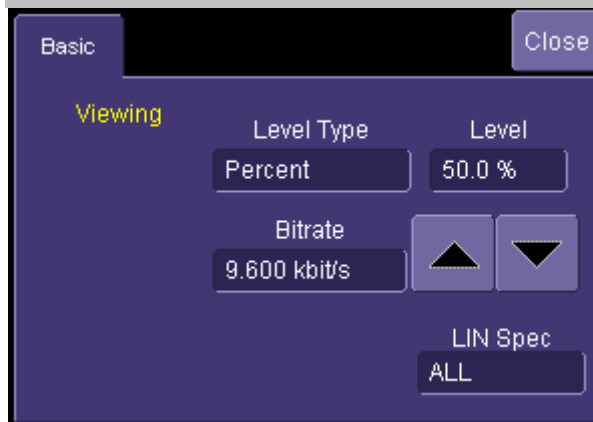 Basic
Close
Viewing
Level Type
Level
Percent
50.0 %
Bitrate
9.600 kbit/s
LIN Spec
ALL